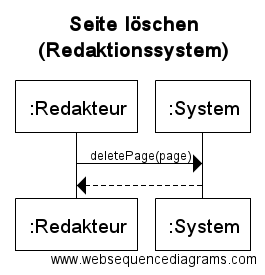 Seite löschen
(Redaktionssystem)
:Redakteur :System
deletePage(page)
:Redakteur :System
www.websequencediagrams.com